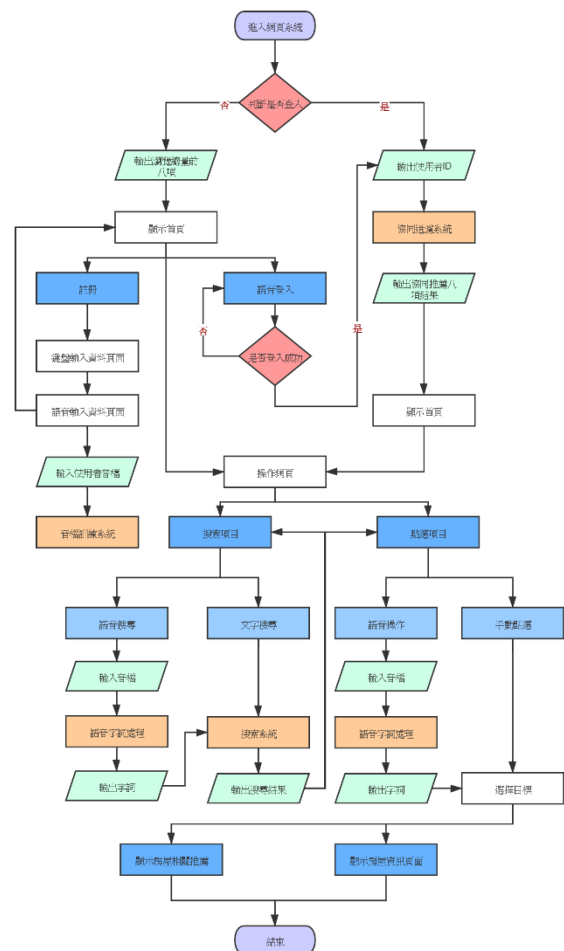 進入網頁系統
判斷是否登入
否
是
輸出瀏覽總量前
八項
輸出使用者ID
顯示首頁
協同過濾系統
註冊
語音登入
輸出協同推薦八
項結果
否
是
鍵盤輸入資料頁面
是否登入成功
語音輸入資料頁面
顯示首頁
輸入使用者音檔
操作網頁
音檔訓練系統
搜索項目
點選項目
語音搜尋
文字搜尋
語音操作
手動點選
輸入音檔
輸入音檔
語音字詞處理
搜索系統
語音字詞處理
輸出字詞
輸出搜尋結果
輸出字詞
選擇目標
顯示房屋相關推薦
顯示房屋資訊頁面
結束